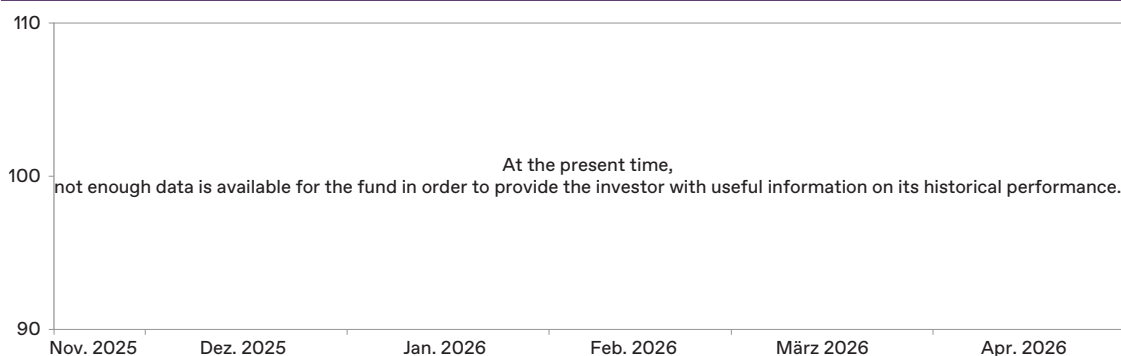 110
At the present time,
100
not enough data is available for the fund in order to provide the investor with useful information on its historical performance.
90
Nov. 2025 Dez. 2025 Jan. 2026 Feb. 2026 März 2026 Apr. 2026